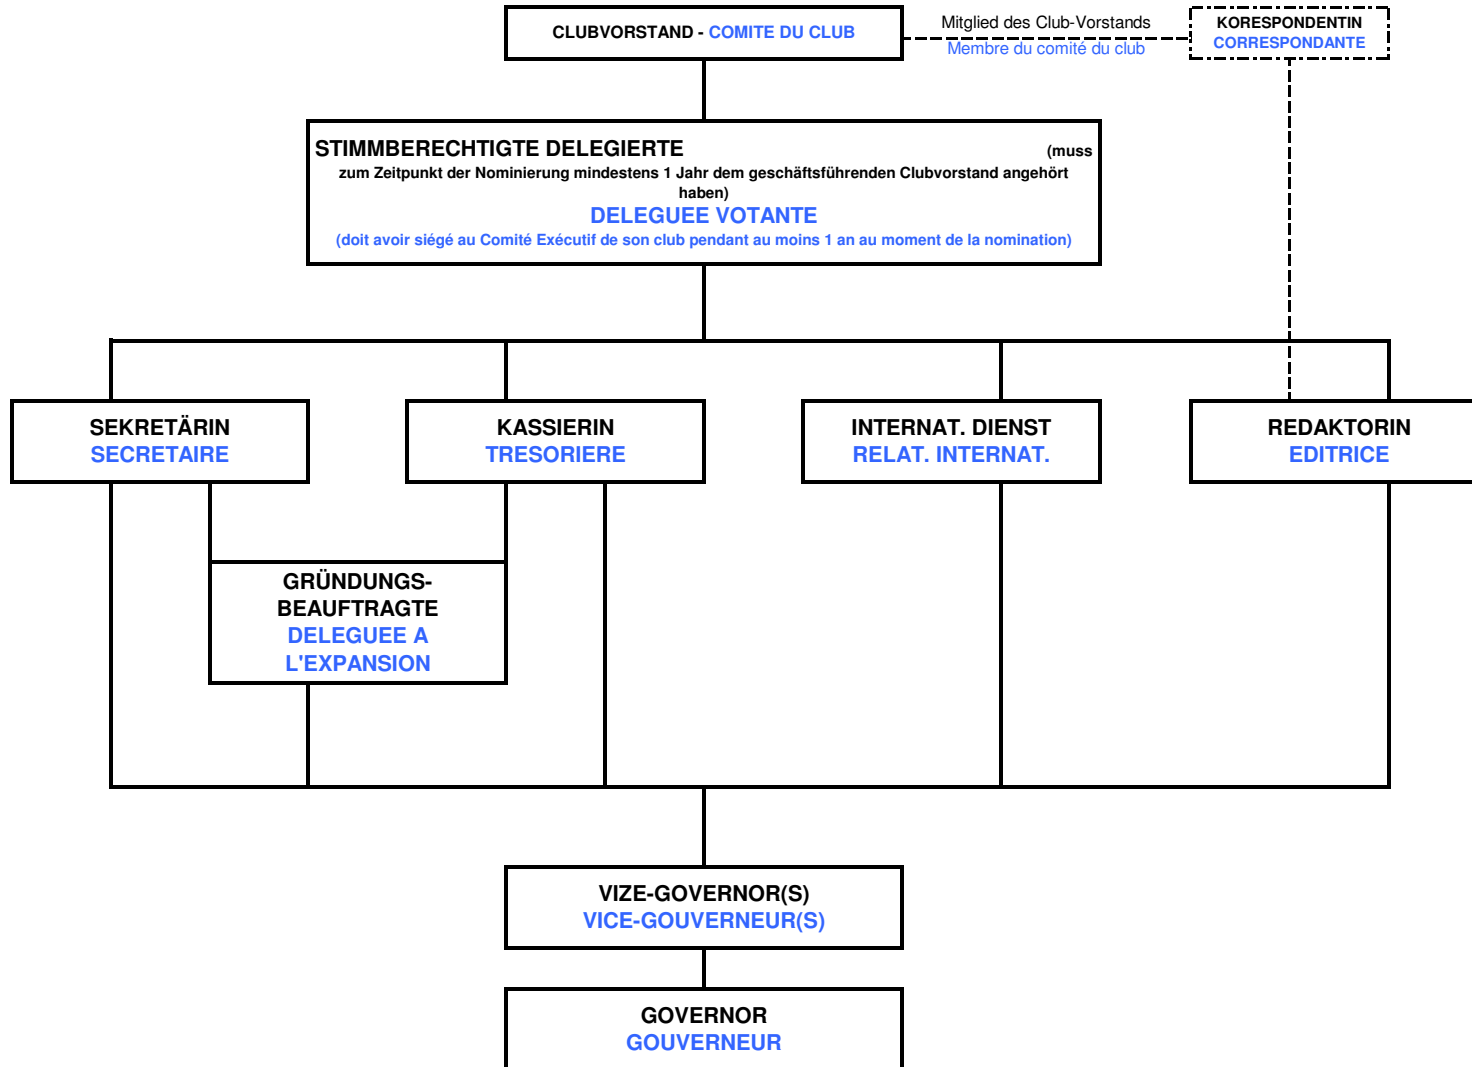 CLUBVORSTAND - COMITE DU CLUB
Mitglied des Club-Vorstands
Membre du comité du club
KORESPONDENTIN
CORRESPONDANTE
STIMMBERECHTIGTE DELEGIERTE (muss
zum Zeitpunkt der Nominierung mindestens 1 Jahr dem geschäftsführenden Clubvorstand angehört
haben)
DELEGUEE VOTANTE
(doit avoir siégé au Comité Exécutif de son club pendant au moins 1 an au moment de la nomination)
SEKRETÄRIN
SECRETAIRE
KASSIERIN
TRESORIERE
INTERNAT. DIENST
RELAT. INTERNAT.
REDAKTORIN
EDITRICE
GRÜNDUNGS-
BEAUFTRAGTE
DELEGUEE A
L'EXPANSION
VIZE-GOVERNOR(S)
VICE-GOUVERNEUR(S)
GOVERNOR
GOUVERNEUR